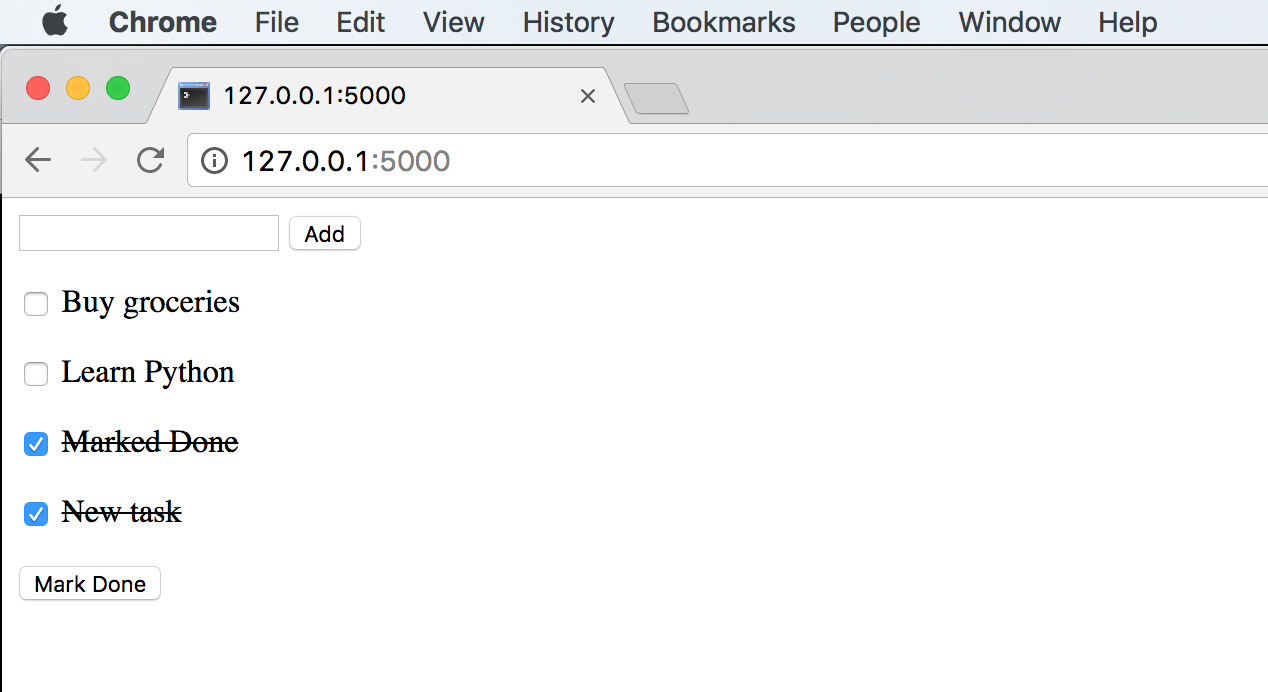 Chrome File Edit View History Bookmarks People Window Help
127.0.0.1:5000
127.0.0.1:5000
Add
Buy groceries
Learn Python
Marked Done
New task
Mark Done